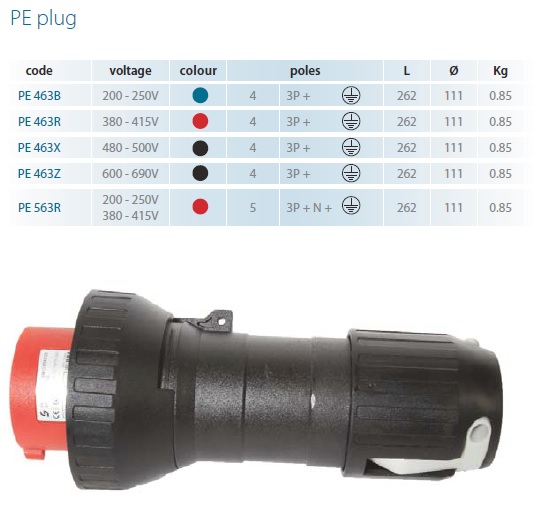 PE plug
code voltage colour poles L Ø Kg
PE 463B 200 - 250V 4 3P + 262 111 0.85
PE 463R 380 - 415V 4 3P + 262 111 0.85
PE 463X 480 - 500V 4 3P + 262 111 0.85
PE 463Z 600 - 690V 4 3P + 262 111 0.85
PE 563R 200 - 250V 380 - 415V 5 3P + N + 262 111 0.85